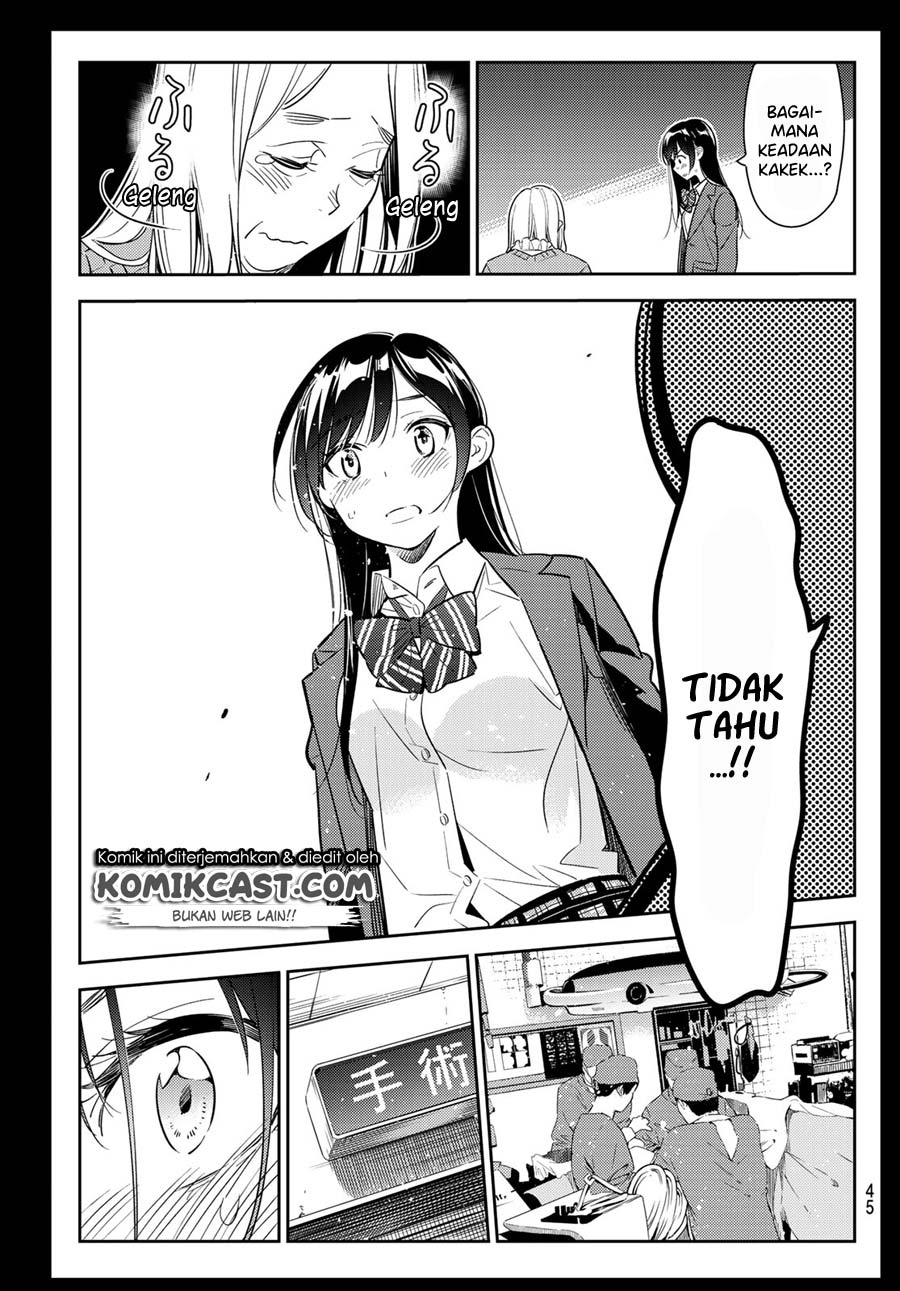 BAGAI-
MANA
KEADAAN
KAKEK...?
ふる
Geleng
ふる
Geleng
TIDAK
TAHU
...!!
Komik ini diterjemahkan & diedit oleh
KOMIKCAST.COM
BUKAN WEB LAIN!!
手術
45